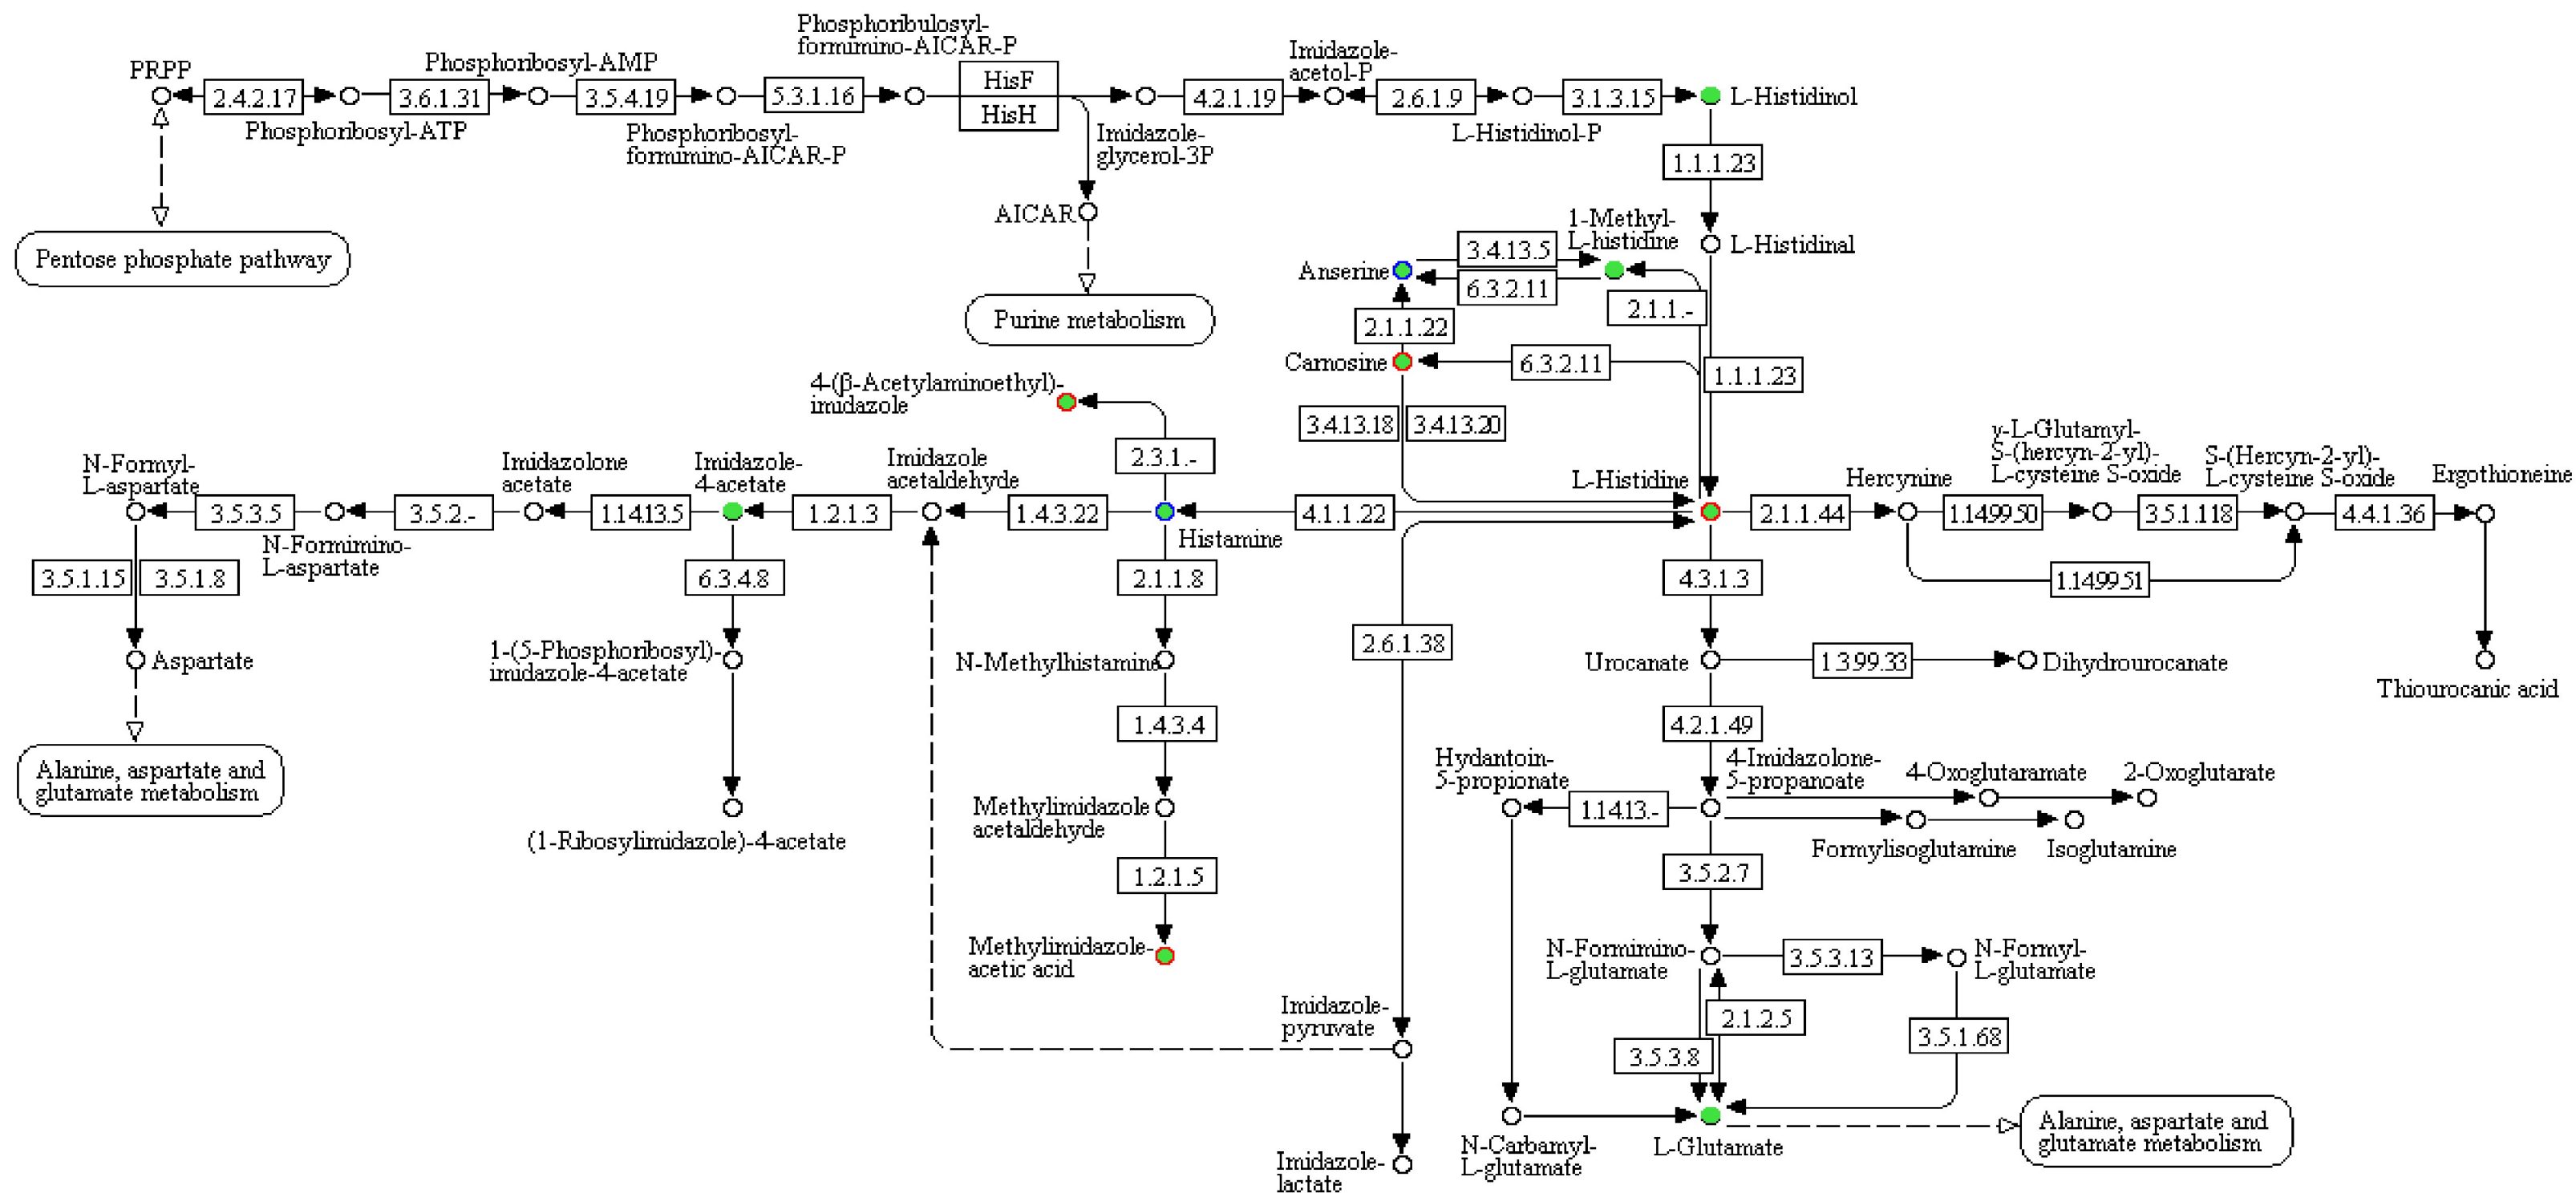 Phosphoribulosyl-
formimino-AICAR-P
PRPP
Phosphoribosyl-AMP
Imidazole-
acetol-P
2.4.2.17
3.6.1.31
3.5.4.19
5.3.1.16
HisF
HisH
4.2.1.19
2.6.1.9
3.1.3.15
L-Histidinol
Phosphoribosyl-ATP
Phosphoribosyl-
formimino-AICAR-P
Imidazole-
glycerol-3P
L-Histidinol-P
1.1.1.23
AICAR
1-Methyl-
L-histidine
L-Histidinal
Pentose phosphate pathway
3.4.13.5
Anserine
6.3.2.11
2.1.1.-
Purine metabolism
2.1.1.22
Carnosine
6.3.2.11
1.1.1.23
4-(β-Acetylaminoethyl)-
imidazole
3.4.13.18
3.4.13.20
2.3.1.-
N-Formyl-
L-aspartate
Imidazolone
acetate
Imidazole-
4-acetate
Imidazole
acetaldehyde
L-Histidine
Hercynine
γ-L-Glutamyl-
S-(hercyn-2-yl)-
L-cysteine S-oxide
S-(Hercyn-2-yl)-
L-cysteine S-oxide
Ergothioneine
3.5.3.5
3.5.2.-
1.14.13.5
1.2.1.3
1.4.3.22
4.1.1.22
2.1.1.44
1.14.99.50
3.5.1.118
4.4.1.36
N-Formimino-
L-aspartate
Histamine
3.5.1.15
3.5.1.8
6.3.4.8
2.1.1.8
4.3.1.3
1.14.99.51
Aspartate
1-(5-Phosphoribosyl)-
imidazole-4-acetate
N-Methylhistamine
2.6.1.38
Urocanate
1.3.99.33
Dihydrourocanate
Thiourocanic acid
1.4.3.4
4.2.1.49
Alanine, aspartate and
glutamate metabolism
Hydantoin-
5-propionate
4-Imidazolone-
5-propanoate
4-Oxoglutaramate
2-Oxoglutarate
Methylimidazole
acetaldehyde
1.14.13.-
(1-Ribosylimidazole)-4-acetate
Formylisoglutamine
Isoglutamine
1.2.1.5
3.5.2.7
Methylimidazole-
acetic acid
N-Formimino-
L-glutamate
3.5.3.13
N-Formyl-
L-glutamate
Imidazole-
pyruvate
2.1.2.5
3.5.1.68
3.5.3.8
N-Carbamyl-
L-glutamate
L-Glutamate
Alanine, aspartate and
glutamate metabolism
Imidazole-
lactate